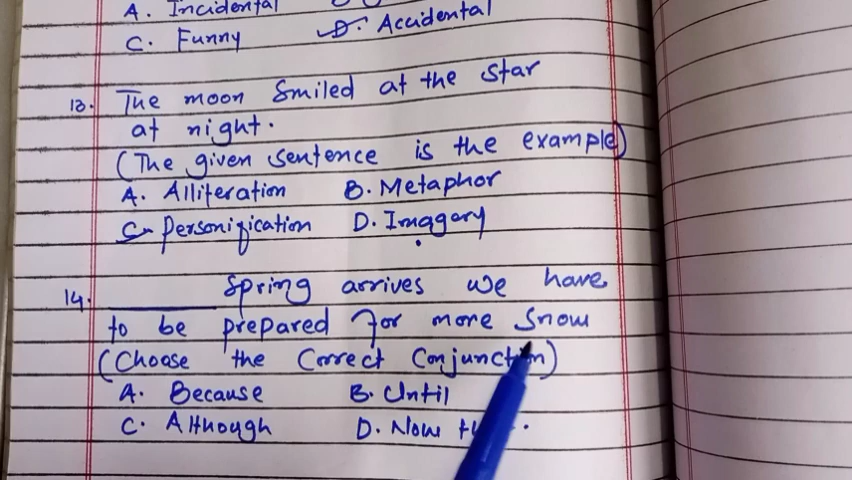 A. Incidental
C. Funny D. Accidental
13. The moon Smiled at the Star
at night.
(The given sentence is the example)
A. Alliteration B. Metaphor
C. Personification D. Imagary
14. ______ Spring arrives we have
to be prepared for more Snow
(Choose the Correct Conjunction)
A. Because B. Until
C. Although D. Now